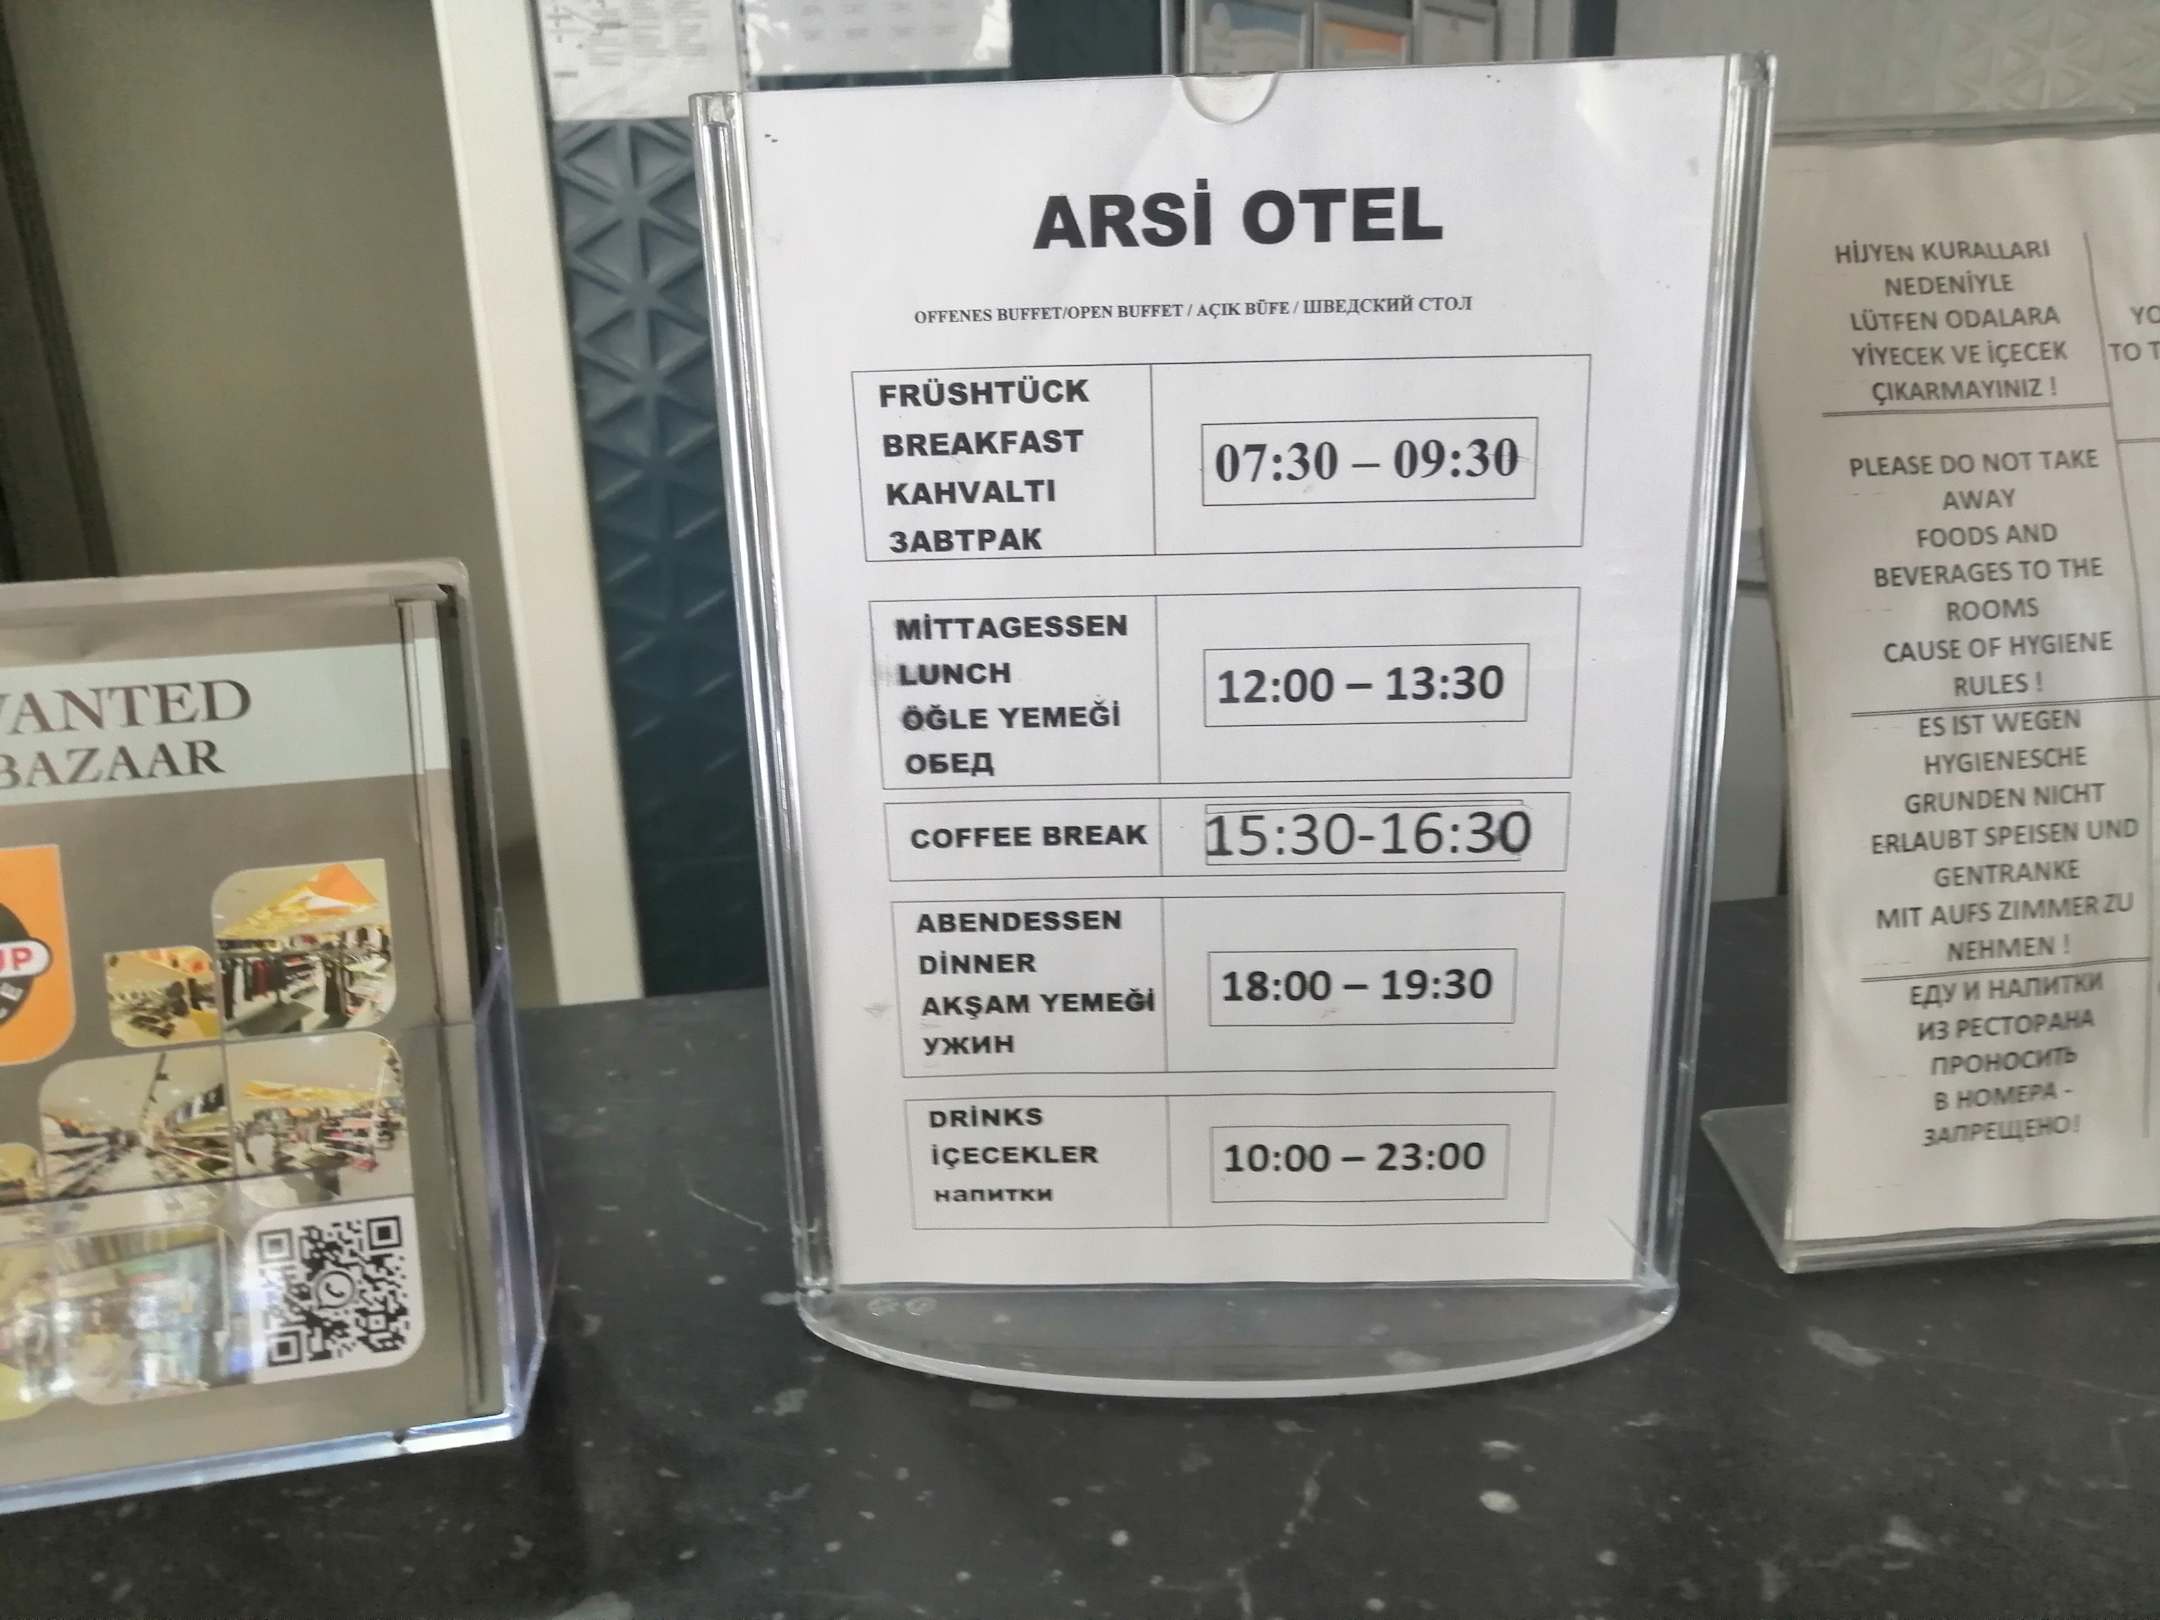 ARSİ OTEL
OFFENES BUFFET/OPEN BUFFET / AÇIK BÜFE / ШВЕДСКИЙ СТОЛ
FRÜSHTÜCK
BREAKFAST
KAHVALTI
ЗАВТРАК
07:30 – 09:30
MİTTAGESSEN
LUNCH
ÖĞLE YEMEĞİ
ОБЕД
12:00 – 13:30
COFFEE BREAK
15:30-16:30
ABENDESSEN
DİNNER
AKŞAM YEMEĞİ
УЖИН
18:00 – 19:30
DRİNKS
İÇECEKLER
напитки
10:00 – 23:00
HİJYEN KURALLARI
NEDENİYLE
LÜTFEN ODALARA
YİYECEK VE İÇECEK
ÇIKARMAYINIZ !
PLEASE DO NOT TAKE
AWAY
FOODS AND
BEVERAGES TO THE
ROOMS
CAUSE OF HYGIENE
RULES !
ES IST WEGEN
HYGIENESCHE
GRUNDEN NICHT
ERLAUBT SPEISEN UND
GENTRANKE
MIT AUFS ZIMMER ZU
NEHMEN !
ЕДУ И НАПИТКИ
ИЗ РЕСТОРАНА
ПРОНОСИТЬ
В НОМЕРА -
ЗАПРЕЩЕНО!
YO
TO T
ANTED
BAZAAR
UP